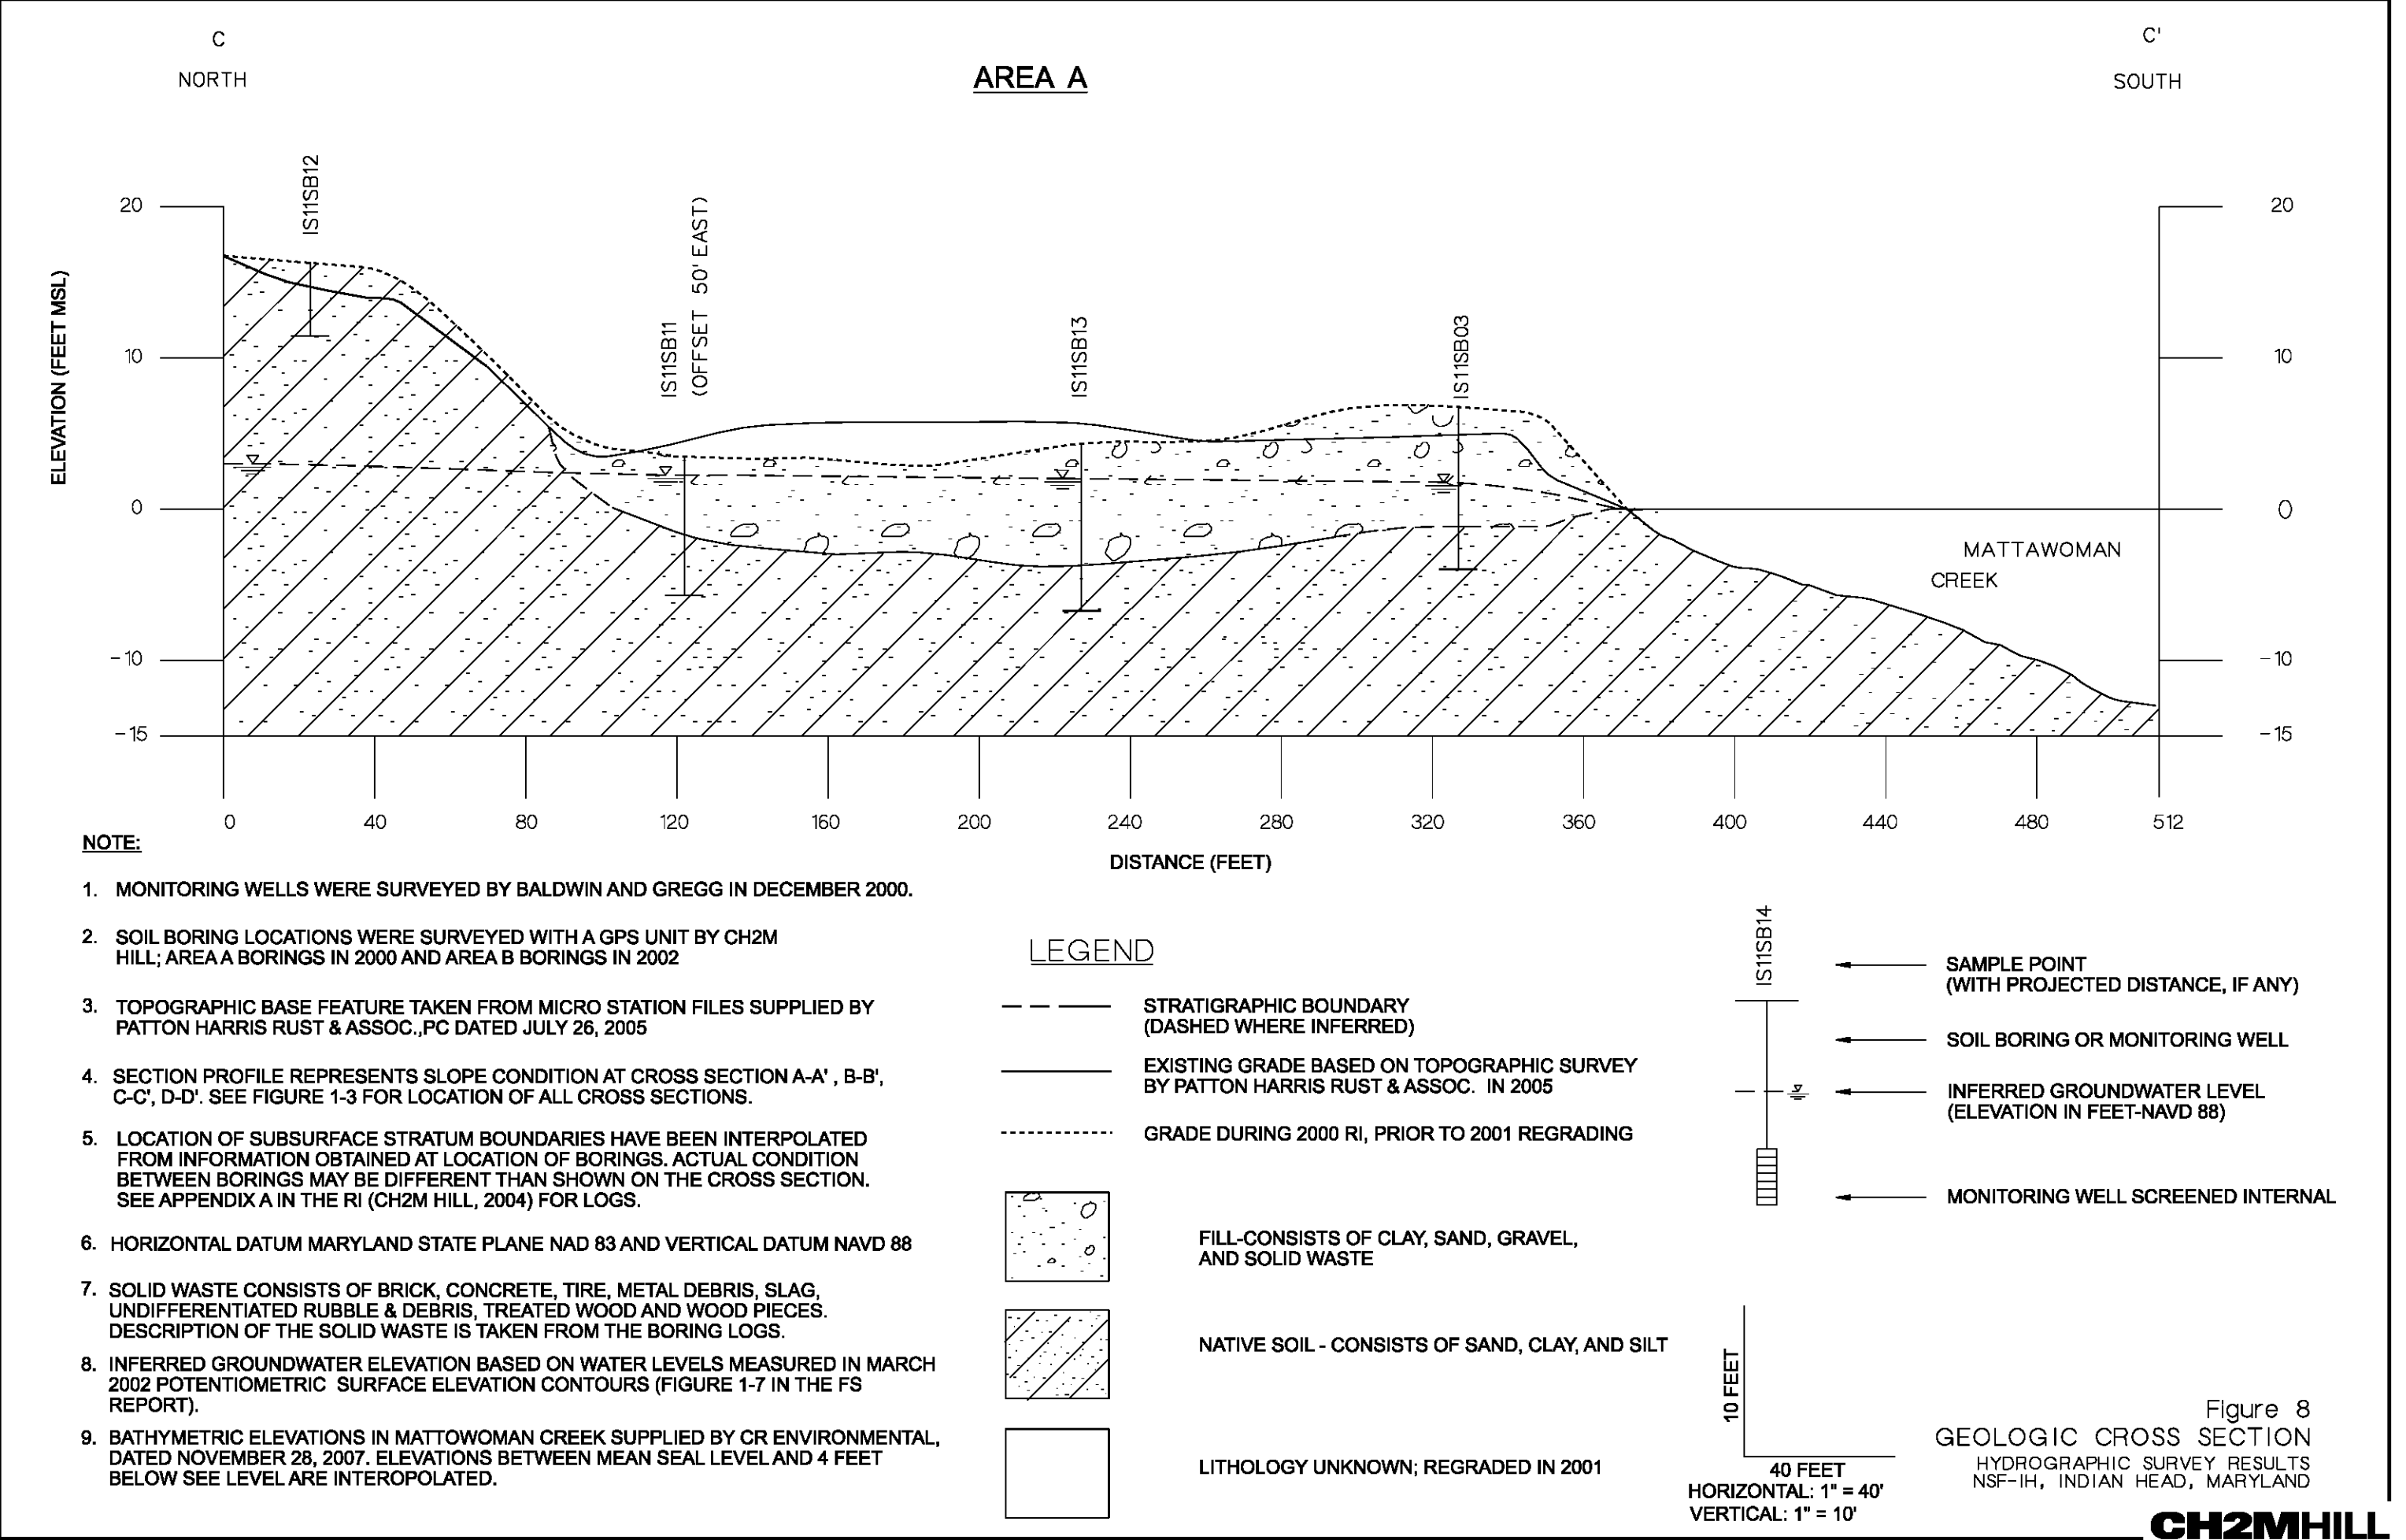 C
C'
NORTH
AREA A
SOUTH
IS11SB12
IS11SB11
(OFFSET 50' EAST)
IS11SB13
IS11SB03
ELEVATION (FEET MSL)
20
20
10
10
0
0
MATTAWOMAN
CREEK
-10
-10
-15
-15
0 40 80 120 160 200 240 280 320 360 400 440 480 512
DISTANCE (FEET)
NOTE:
1. MONITORING WELLS WERE SURVEYED BY BALDWIN AND GREGG IN DECEMBER 2000.
2. SOIL BORING LOCATIONS WERE SURVEYED WITH A GPS UNIT BY CH2M
HILL; AREA A BORINGS IN 2000 AND AREA B BORINGS IN 2002
3. TOPOGRAPHIC BASE FEATURE TAKEN FROM MICRO STATION FILES SUPPLIED BY
PATTON HARRIS RUST & ASSOC.,PC DATED JULY 26, 2005
4. SECTION PROFILE REPRESENTS SLOPE CONDITION AT CROSS SECTION A-A' , B-B',
C-C', D-D'. SEE FIGURE 1-3 FOR LOCATION OF ALL CROSS SECTIONS.
5. LOCATION OF SUBSURFACE STRATUM BOUNDARIES HAVE BEEN INTERPOLATED
FROM INFORMATION OBTAINED AT LOCATION OF BORINGS. ACTUAL CONDITION
BETWEEN BORINGS MAY BE DIFFERENT THAN SHOWN ON THE CROSS SECTION.
SEE APPENDIX A IN THE RI (CH2M HILL, 2004) FOR LOGS.
6. HORIZONTAL DATUM MARYLAND STATE PLANE NAD 83 AND VERTICAL DATUM NAVD 88
7. SOLID WASTE CONSISTS OF BRICK, CONCRETE, TIRE, METAL DEBRIS, SLAG,
UNDIFFERENTIATED RUBBLE & DEBRIS, TREATED WOOD AND WOOD PIECES.
DESCRIPTION OF THE SOLID WASTE IS TAKEN FROM THE BORING LOGS.
8. INFERRED GROUNDWATER ELEVATION BASED ON WATER LEVELS MEASURED IN MARCH
2002 POTENTIOMETRIC SURFACE ELEVATION CONTOURS (FIGURE 1-7 IN THE FS
REPORT).
9. BATHYMETRIC ELEVATIONS IN MATTOWOMAN CREEK SUPPLIED BY CR ENVIRONMENTAL,
DATED NOVEMBER 28, 2007. ELEVATIONS BETWEEN MEAN SEAL LEVEL AND 4 FEET
BELOW SEE LEVEL ARE INTEROPOLATED.
LEGEND
STRATIGRAPHIC BOUNDARY
(DASHED WHERE INFERRED)
EXISTING GRADE BASED ON TOPOGRAPHIC SURVEY
BY PATTON HARRIS RUST & ASSOC. IN 2005
GRADE DURING 2000 RI, PRIOR TO 2001 REGRADING
FILL-CONSISTS OF CLAY, SAND, GRAVEL,
AND SOLID WASTE
NATIVE SOIL - CONSISTS OF SAND, CLAY, AND SILT
LITHOLOGY UNKNOWN; REGRADED IN 2001
IS11SB14
SAMPLE POINT
(WITH PROJECTED DISTANCE, IF ANY)
SOIL BORING OR MONITORING WELL
INFERRED GROUNDWATER LEVEL
(ELEVATION IN FEET-NAVD 88)
MONITORING WELL SCREENED INTERNAL
10 FEET
40 FEET
HORIZONTAL: 1" = 40'
VERTICAL: 1" = 10'
Figure 8
GEOLOGIC CROSS SECTION
HYDROGRAPHIC SURVEY RESULTS
NSF-IH, INDIAN HEAD, MARYLAND
CH2MHILL